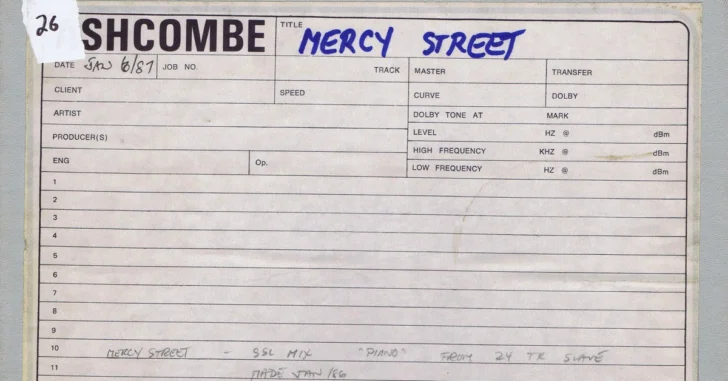 26
SHCOMBE
TITLE MERCY STREET
DATE JAN 6/87 JOB NO. TRACK MASTER TRANSFER
CLIENT SPEED CURVE DOLBY
ARTIST DOLBY TONE AT MARK
PRODUCER(S) LEVEL HZ @ dBm
HIGH FREQUENCY KHZ @ dBm
ENG Op. LOW FREQUENCY HZ @ dBm
1
2
3
4
5
6
7
8
9
10 MERCY STREET - SSL MIX "PIANO" FROM 24 TK SLAVE
11 MADE JAN /86